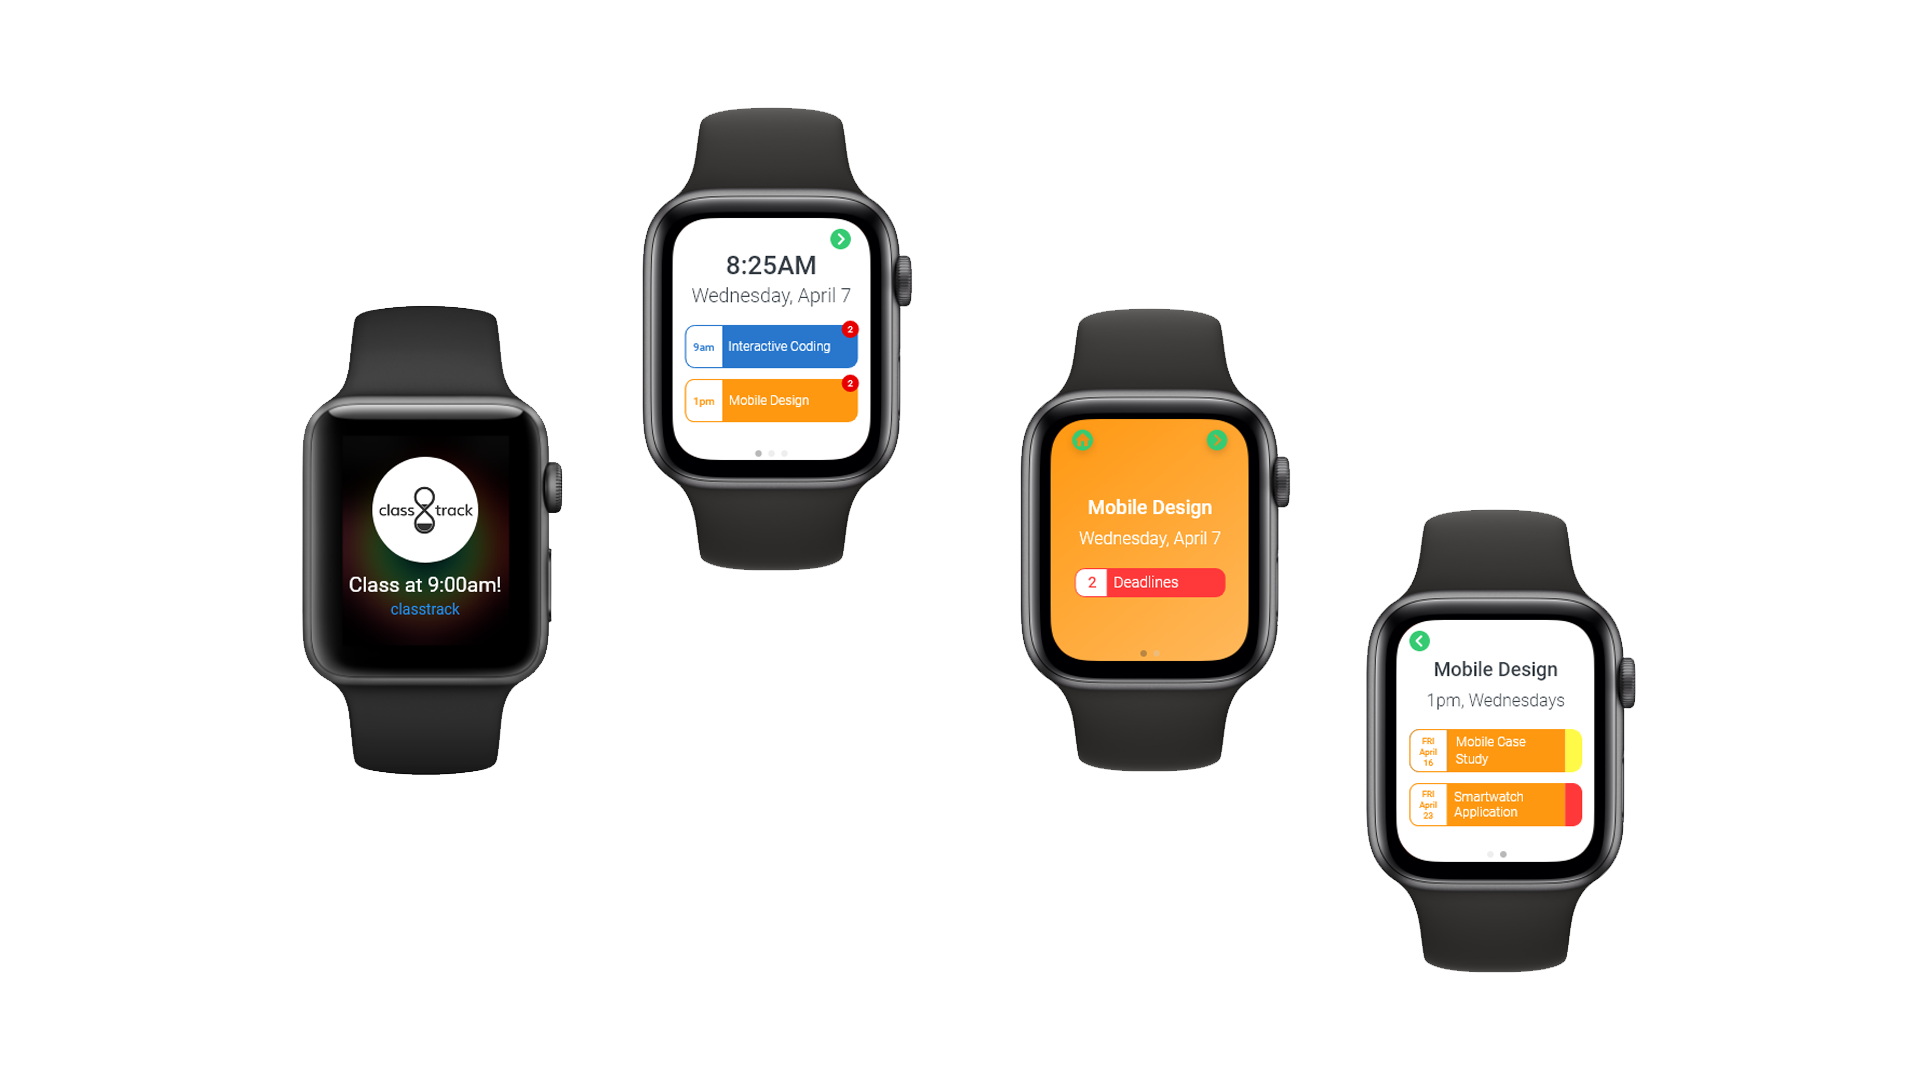 class track
Class at 9:00am!
classtrack
8:25AM
Wednesday, April 7
2
9am Interactive Coding
2
1pm Mobile Design
Mobile Design
Wednesday, April 7
2 Deadlines
Mobile Design
1pm, Wednesdays
FRI
April
16
Mobile Case
Study
FRI
April
23
Smartwatch
Application